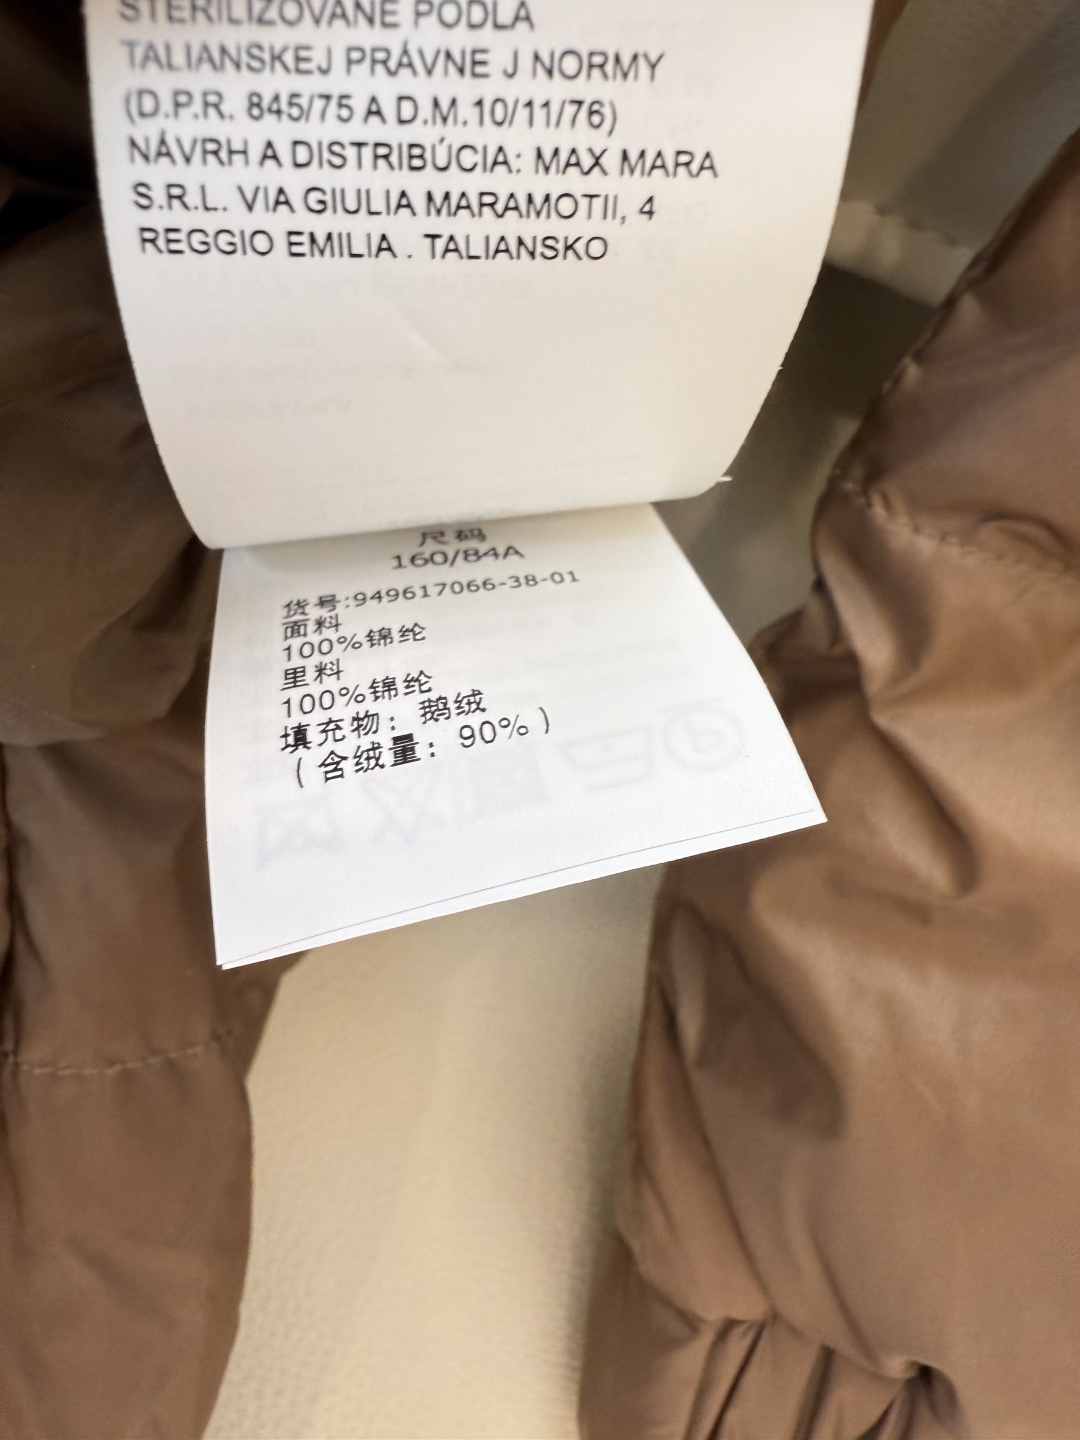 STERILIZOVANÉ PODLA
TALIANSKEJ PRÁVNE J NORMY
(D.P.R. 845/75 A D.M.10/11/76)
NÁVRH A DISTRIBÚCIA: MAX MARA
S.R.L. VIA GIULIA MARAMOTII, 4
REGGIO EMILIA . TALIANSKO
尺码
160/84A
货号:949617066-38-01
面料
100%锦纶
里料
100%锦纶
填充物：鹅绒
（含绒量：90%）